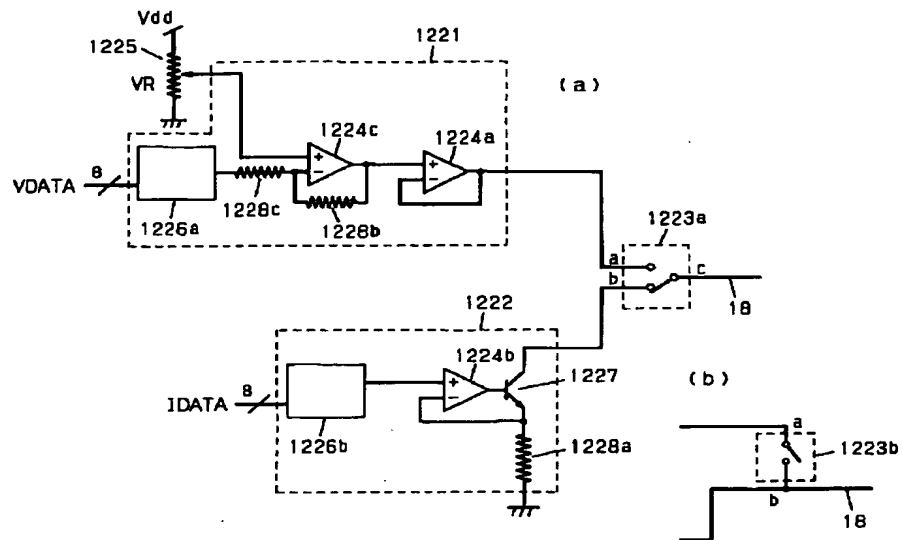 Vdd
1225
VR
1221
(a)
1224c
1224a
+
−
+
−
VDATA
8
1226a
1228c
1228b
1223a
a
b
c
18
1222
1224b
+
−
1227
IDATA
8
1226b
1228a
(b)
a
1223b
b
18